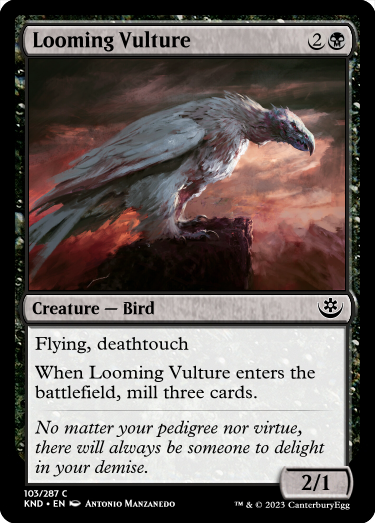 Looming Vulture 2
Creature — Bird
Flying, deathtouch
When Looming Vulture enters the
battlefield, mill three cards.
No matter your pedigree nor virtue,
there will always be someone to delight
in your demise.
2/1
103/287 C
KND • EN Antonio Manzanedo
™ & © 2023 CanterburyEgg